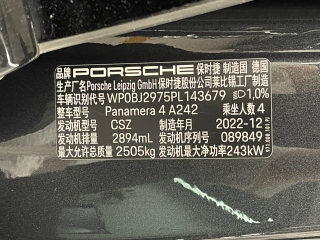 品牌 PORSCHE 保时捷 制造国 德国
生产厂名 Porsche Leipzig GmbH 保时捷股份公司莱比锡工厂制造
车辆识别代号 WP0BJ2975PL143679 ≤1,0%
整车型号 Panamera 4 A242 乘坐人数 4
发动机型号 CSZ 制造年月 2022-12
发动机排量 2894mL 发动机序列号 089849
最大允许总质量 2505kg 发动机最大净功率 243kW